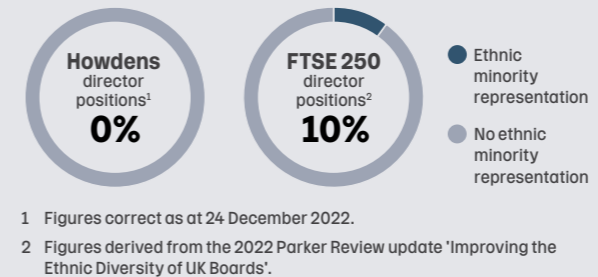 Howdens
director
positions¹
0%
FTSE 250
director
positions²
10%
Ethnic
minority
representation
No ethnic
minority
representation
1 Figures correct as at 24 December 2022.
2 Figures derived from the 2022 Parker Review update 'Improving the
Ethnic Diversity of UK Boards'.